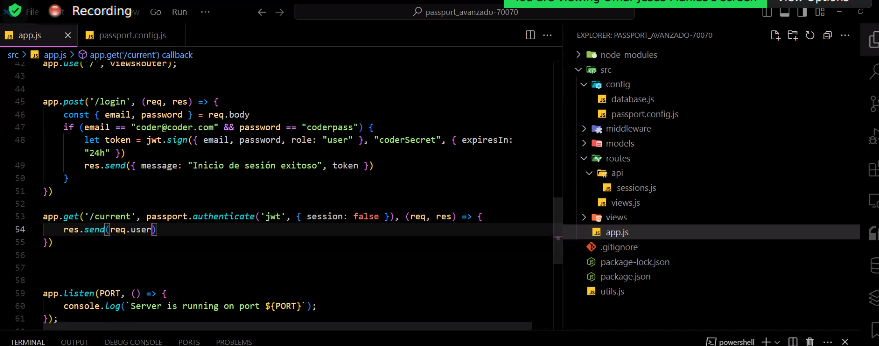 You are viewing Omar Jesus Manies's screen
View Options
Recording
File
Go Run ...
passport_avanzado-70070
app.js
passport.config.js
EXPLORER: PASSPORT_AVANZADO-70070
src > app.js > app.get('/current') callback
42 app.use('/', viewsRouter);
43
44
45 app.post('/login', (req, res) => {
46 const { email, password } = req.body
47 if (email == "coder@coder.com" && password == "coderpass") {
48 let token = jwt.sign({ email, password, role: "user" }, "coderSecret", { expiresIn:
"24h" })
49 res.send({ message: "Inicio de sesión exitoso", token })
50 }
51 })
52
53 app.get('/current', passport.authenticate('jwt', { session: false }), (req, res) => {
54 res.send(req.user)
55 })
56
57
58
59 app.listen(PORT, () => {
60 console.log(`Server is running on port ${PORT}`);
61 });
node_modules
src
config
database.js
passport.config.js
middleware
models
routes
api
sessions.js
views.js
views
app.js
.gitignore
package-lock.json
package.json
utils.js
TERMINAL OUTPUT DEBUG CONSOLE PORTS PROBLEMS
powershell